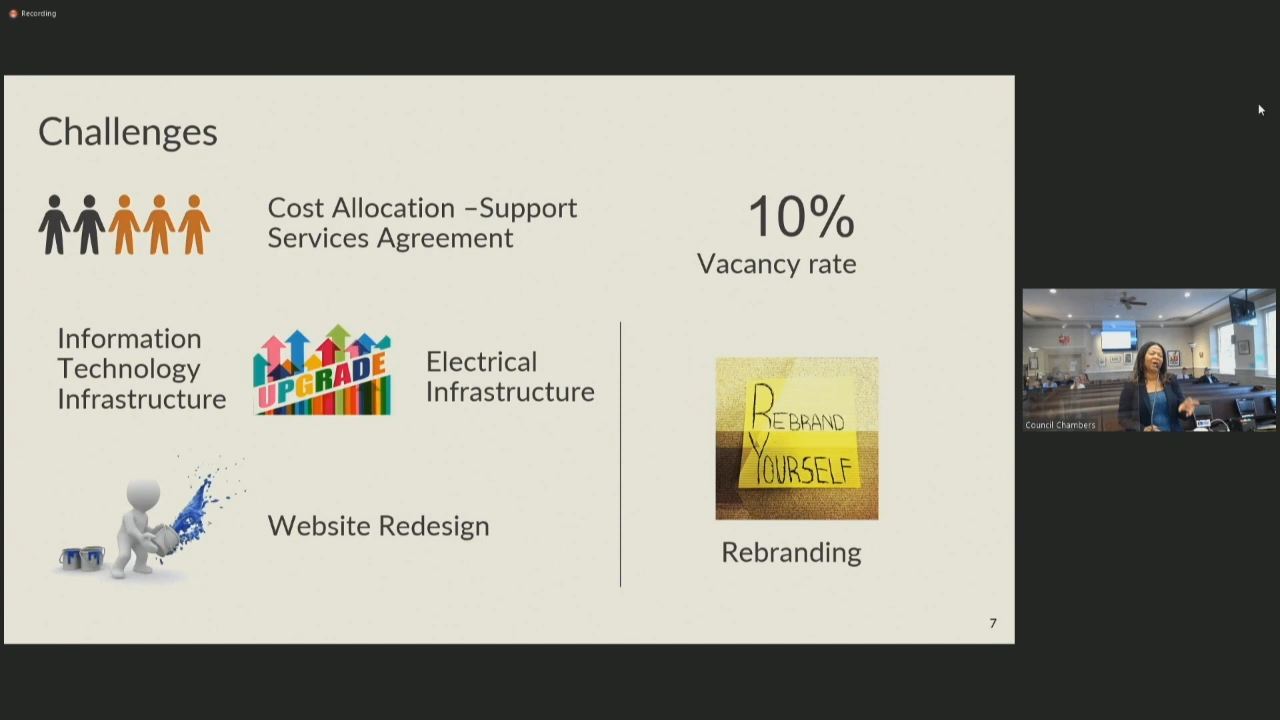 Recording
Challenges
Cost Allocation –Support
Services Agreement
10%
Vacancy rate
Information
Technology
Infrastructure
UPGRADE
Electrical
Infrastructure
REBRAND
YOURSELF
Website Redesign
Rebranding
7
Council Chambers